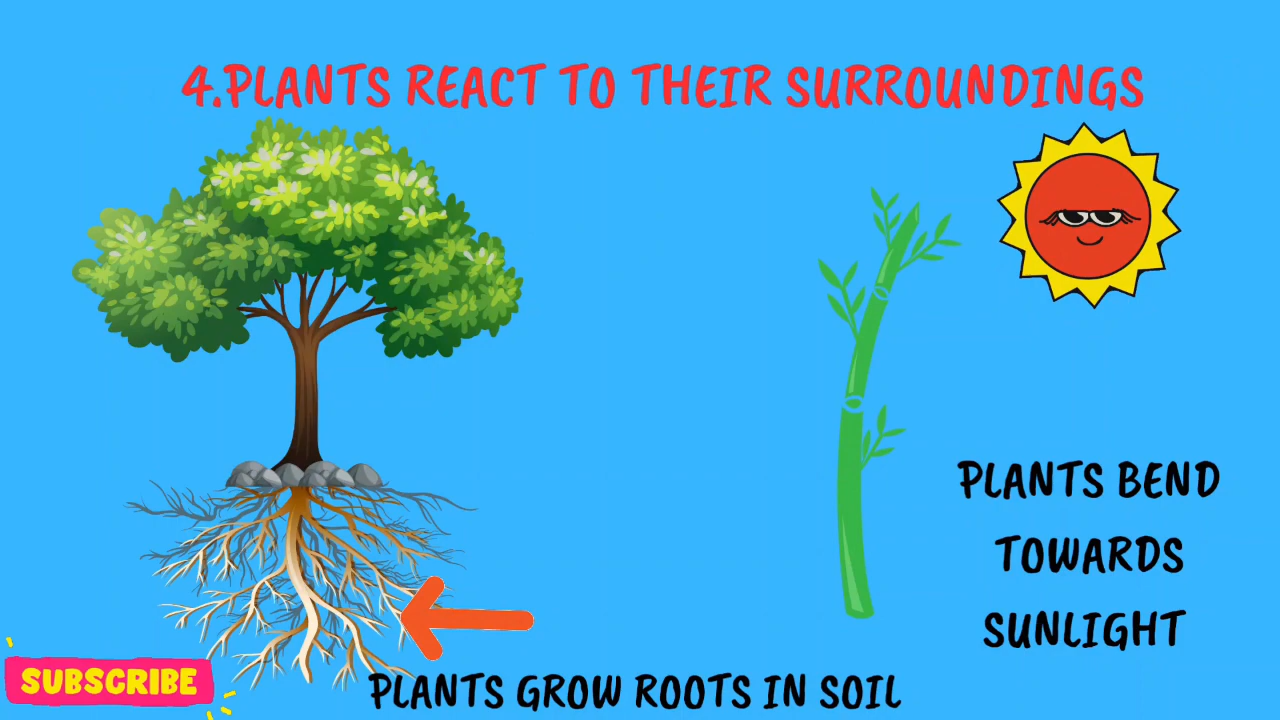 4.PLANTS REACT TO THEIR SURROUNDINGS
PLANTS BEND
TOWARDS
SUNLIGHT
SUBSCRIBE
PLANTS GROW ROOTS IN SOIL